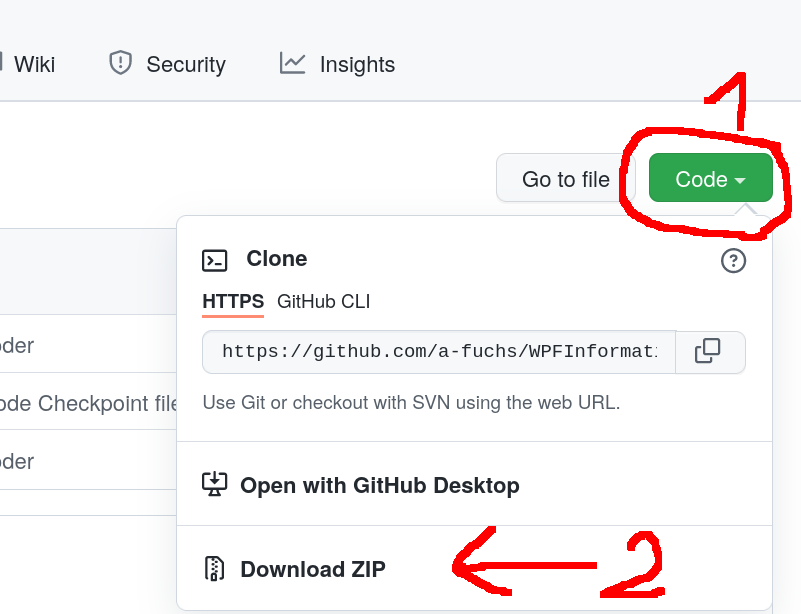 Wiki Security Insights
1
Go to file Code
Clone
HTTPS GitHub CLI
oder
https://github.com/a-fuchs/WPFInformati
ode Checkpoint file
Use Git or checkout with SVN using the web URL.
oder
Open with GitHub Desktop
Download ZIP 2